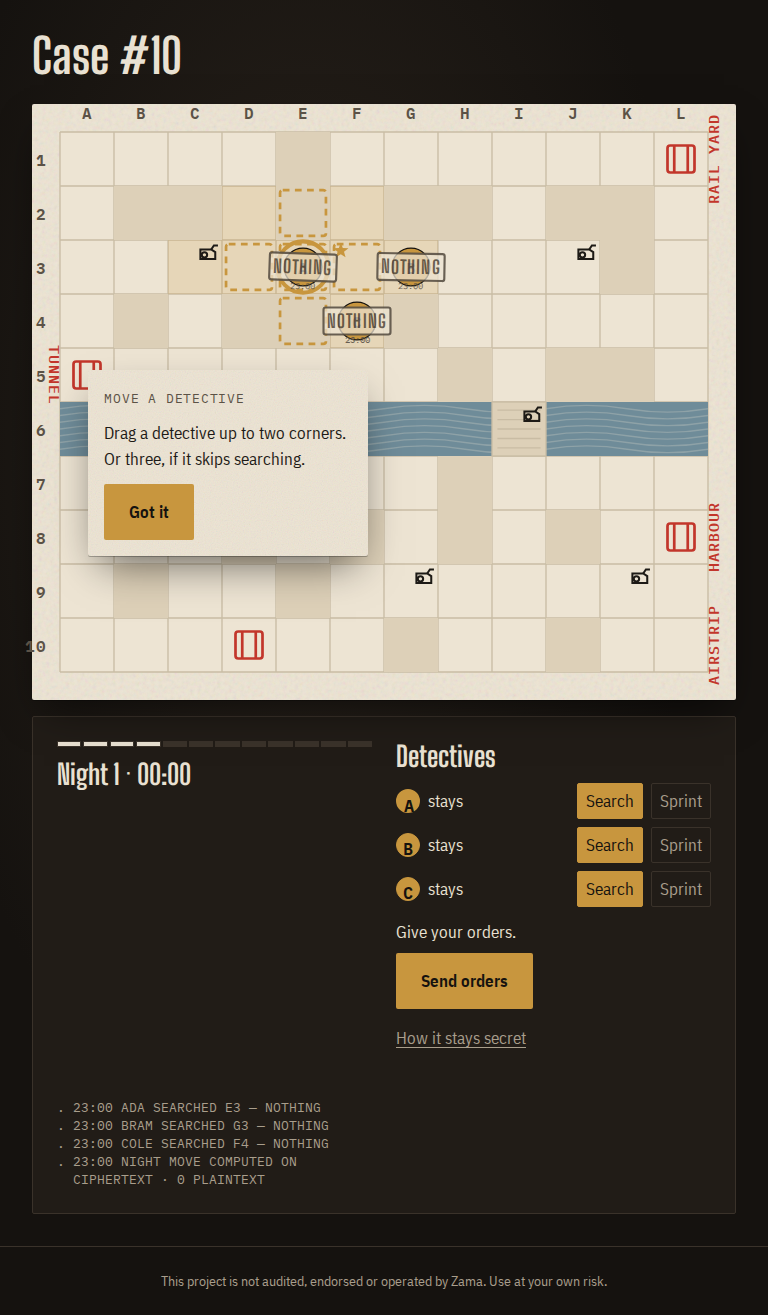 Case #10
A B C D E F G H I J K L
RAIL YARD
1
2
3
NOTHING
NOTHING
23:00
4
NOTHING
23:00
TUNNEL
5
MOVE A DETECTIVE
6
Drag a detective up to two corners.
Or three, if it skips searching.
7
Got it
8
HARBOUR
9
10
AIRSTRIP
Night 1 · 00:00
Detectives
A stays Search Sprint
B stays Search Sprint
C stays Search Sprint
Give your orders.
Send orders
How it stays secret
. 23:00 ADA SEARCHED E3 — NOTHING
. 23:00 BRAM SEARCHED G3 — NOTHING
. 23:00 COLE SEARCHED F4 — NOTHING
. 23:00 NIGHT MOVE COMPUTED ON
CIPHERTEXT · 0 PLAINTEXT
This project is not audited, endorsed or operated by Zama. Use at your own risk.